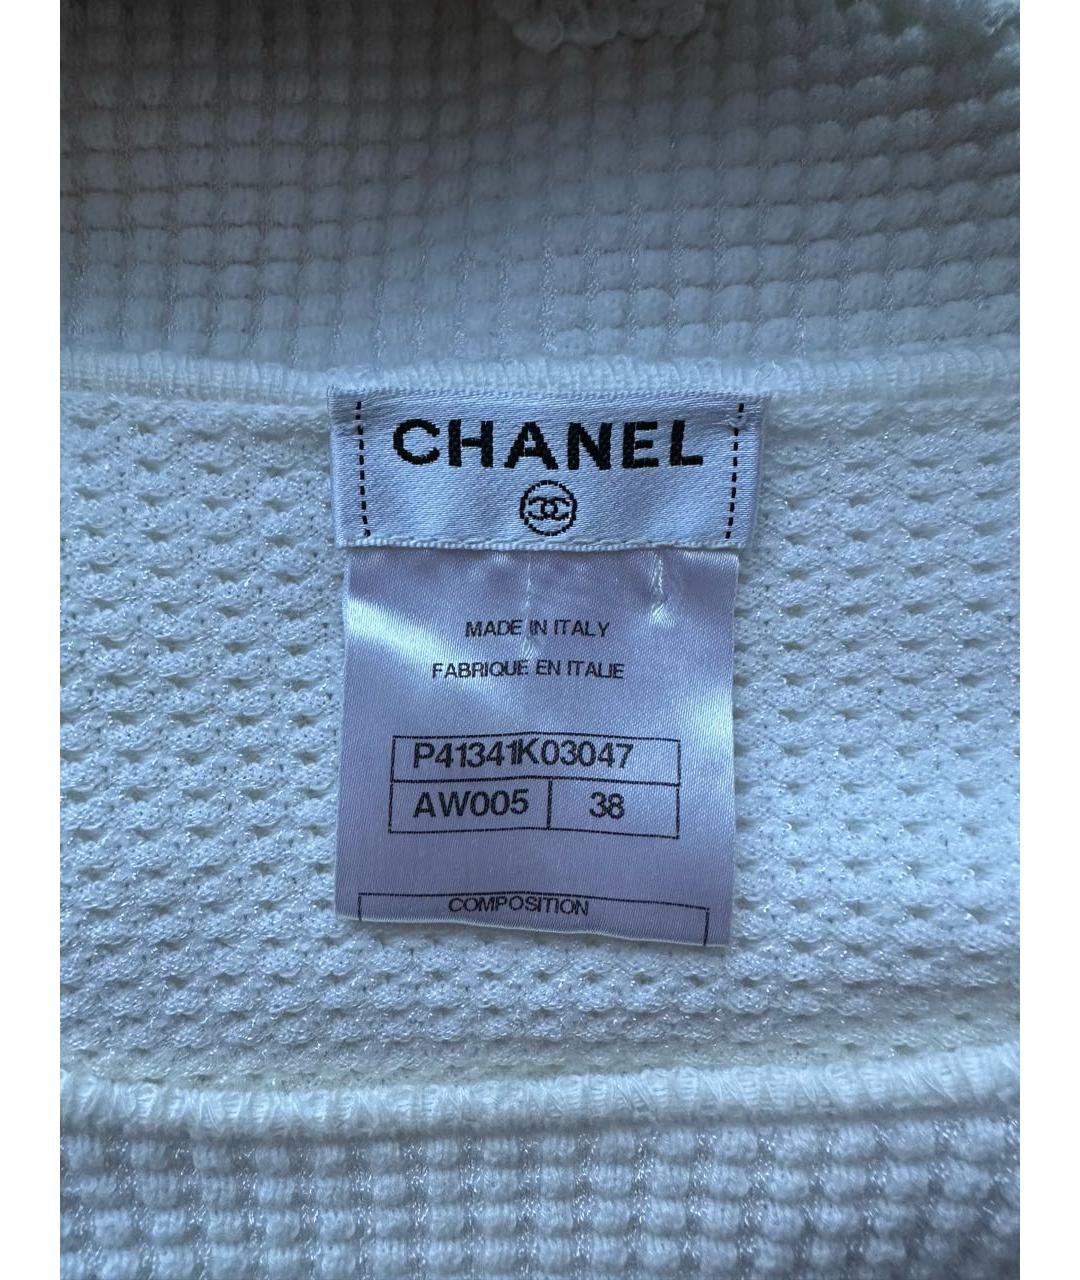 CHANEL
MADE IN ITALY
FABRIQUE EN ITALIE
P41341K03047
AW005 38
COMPOSITION